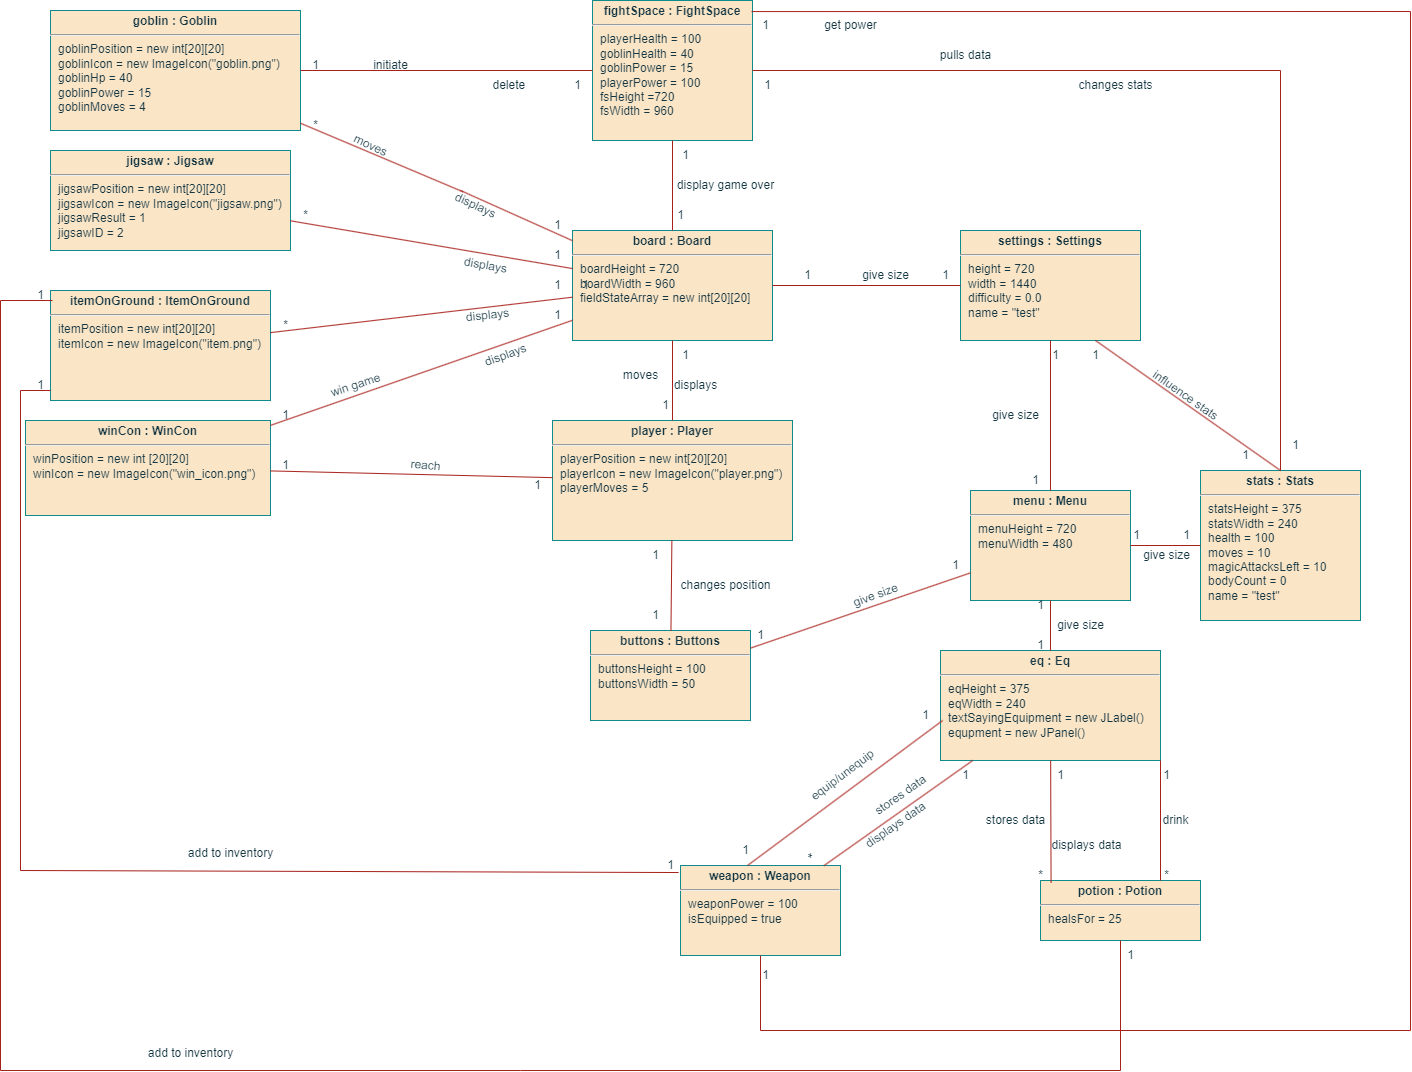 goblin : Goblin
goblinPosition = new int[20][20]
goblinIcon = new ImageIcon("goblin.png")
goblinHp = 40
goblinPower = 15
goblinMoves = 4
1
initiate
delete
1
fightSpace : FightSpace
playerHealth = 100
goblinHealth = 40
goblinPower = 15
playerPower = 100
fsHeight =720
fsWidth = 960
1
get power
pulls data
1
changes stats
*
moves
displays
1
1
display game over
1
jigsaw : Jigsaw
jigsawPosition = new int[20][20]
jigsawIcon = new ImageIcon("jigsaw.png")
jigsawResult = 1
jigsawID = 2
*
displays
1
board : Board
boardHeight = 720
boardWidth = 960
fieldStateArray = new int[20][20]
1
give size
1
settings : Settings
height = 720
width = 1440
difficulty = 0.0
name = "test"
1
itemOnGround : ItemOnGround
itemPosition = new int[20][20]
itemIcon = new ImageIcon("item.png")
1
*
displays
1
1
displays
win game
1
1
moves
displays
1
1
give size
1
1
influence stats
1
1
winCon : WinCon
winPosition = new int [20][20]
winIcon = new ImageIcon("win_icon.png")
1
reach
1
player : Player
playerPosition = new int[20][20]
playerIcon = new ImageIcon("player.png")
playerMoves = 5
menu : Menu
menuHeight = 720
menuWidth = 480
1
give size
1
stats : Stats
statsHeight = 375
statsWidth = 240
health = 100
moves = 10
magicAttacksLeft = 10
bodyCount = 0
name = "test"
1
changes position
1
1
give size
1
1
give size
1
buttons : Buttons
buttonsHeight = 100
buttonsWidth = 50
eq : Eq
eqHeight = 375
eqWidth = 240
textSayingEquipment = new JLabel()
equpment = new JPanel()
1
equip/unequip
1
1
stores data
displays data
*
1
stores data
displays data
*
1
drink
*
add to inventory
1
weapon : Weapon
weaponPower = 100
isEquipped = true
1
potion : Potion
healsFor = 25
1
add to inventory